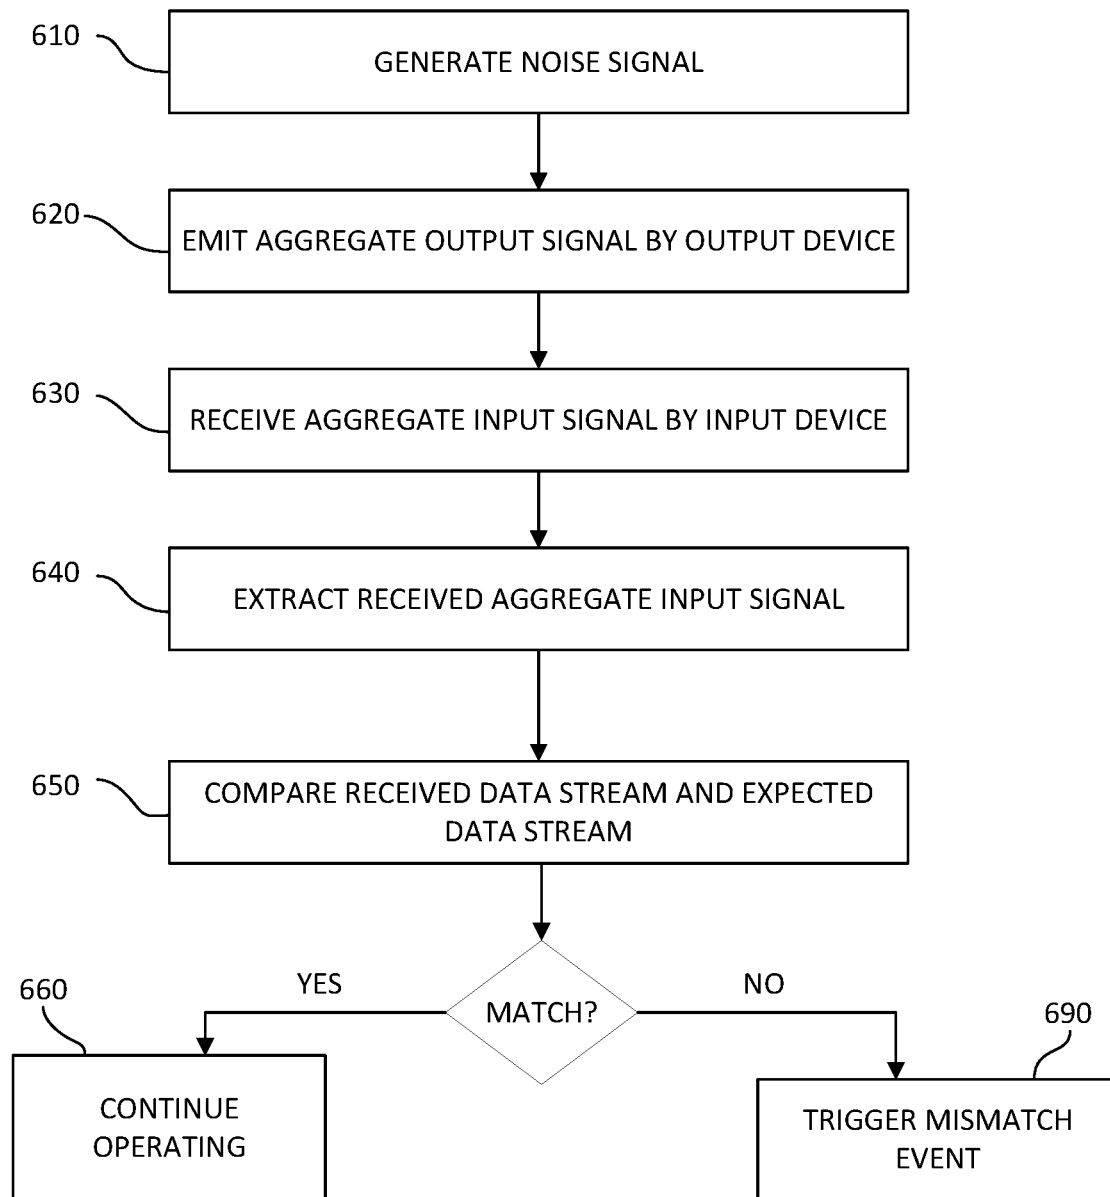 610
GENERATE NOISE SIGNAL
620
EMIT AGGREGATE OUTPUT SIGNAL BY OUTPUT DEVICE
630
RECEIVE AGGREGATE INPUT SIGNAL BY INPUT DEVICE
640
EXTRACT RECEIVED AGGREGATE INPUT SIGNAL
650
COMPARE RECEIVED DATA STREAM AND EXPECTED
DATA STREAM
MATCH?
YES
NO
660
CONTINUE
OPERATING
690
TRIGGER MISMATCH
EVENT